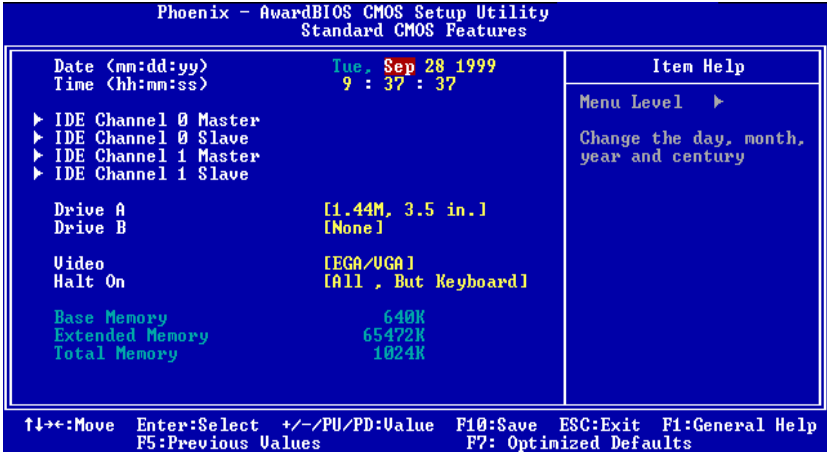 Phoenix - AwardBIOS CMOS Setup Utility
Standard CMOS Features
Date (mm:dd:yy) Tue, Sep 28 1999
Time (hh:mm:ss) 9 : 37 : 37
IDE Channel 0 Master
IDE Channel 0 Slave
IDE Channel 1 Master
IDE Channel 1 Slave
Drive A [1.44M, 3.5 in.]
Drive B [None]
Video [EGA/VGA]
Halt On [All , But Keyboard]
Base Memory 640K
Extended Memory 65472K
Total Memory 1024K
Item Help
Menu Level
Change the day, month,
year and century
↑↓→←:Move Enter:Select +/-/PU/PD:Value F10:Save ESC:Exit F1:General Help
F5:Previous Values F7: Optimized Defaults